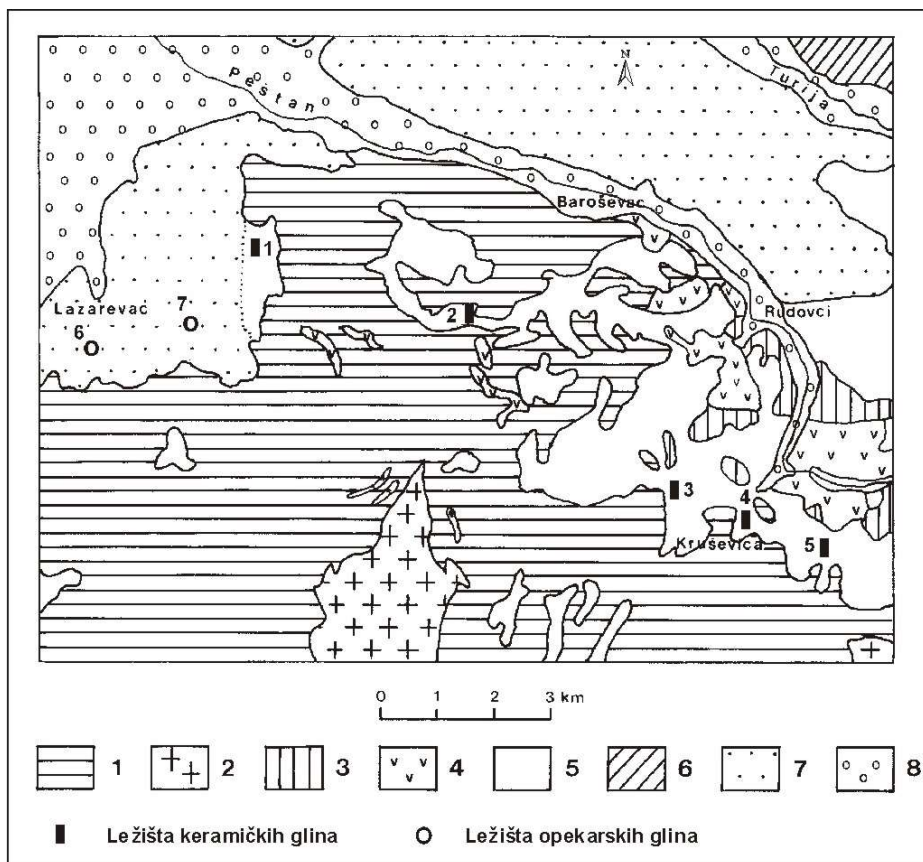 N
Peštan
Turija
Baroševac
1
Lazarevac
7
6
2
Rudovci
3
4
Kruševica
5
0 1 2 3 km
1 2 3 4 5 6 7 8
Ležišta keramičkih glina Ležišta opekarskih glina